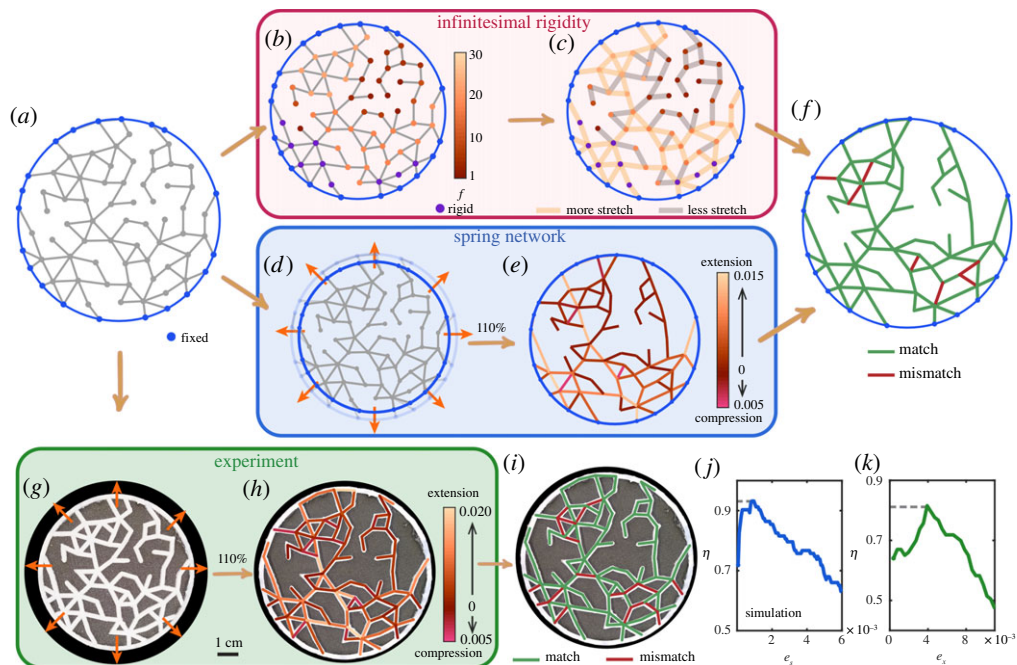 infinitesimal rigidity
(b)
(c)
30
20
10
1
f
rigid
more stretch
less stretch
(a)
fixed
(f)
match
mismatch
spring network
(d)
110%
(e)
extension
0.015
0
0.005
compression
experiment
(g)
1 cm
110%
(h)
extension
0.020
0
0.005
compression
(i)
match
mismatch
(j)
0.9
η
0.7
0.5
simulation
0
2
4
6
× 10⁻³
eₛ
(k)
0.9
η
0.7
0.5
0
4
8
× 10⁻³
eₛ